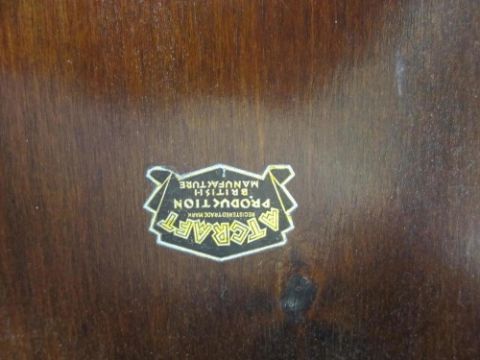 ATCRAFT
REGISTERED TRADE MARK
PRODUCTION
BRITISH
MANUFACTURE